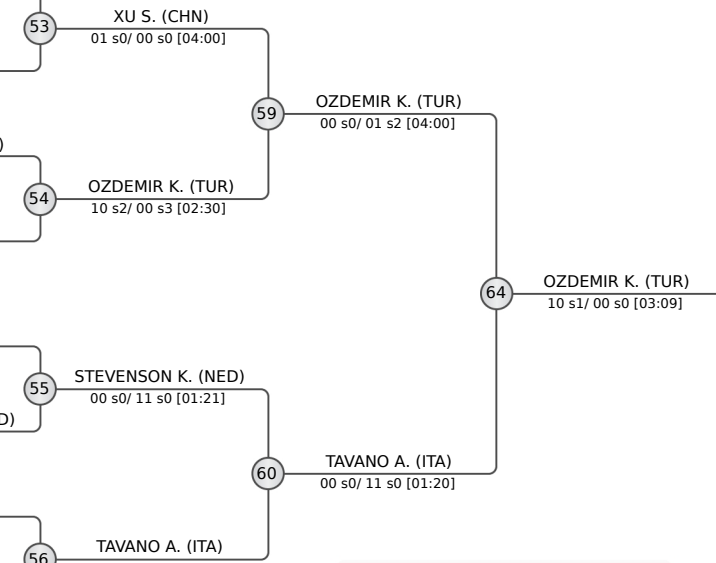 53
XU S. (CHN)
01 s0/ 00 s0 [04:00]
59
OZDEMIR K. (TUR)
00 s0/ 01 s2 [04:00]
)
54
OZDEMIR K. (TUR)
10 s2/ 00 s3 [02:30]
64
OZDEMIR K. (TUR)
10 s1/ 00 s0 [03:09]
55
STEVENSON K. (NED)
00 s0/ 11 s0 [01:21]
D)
60
TAVANO A. (ITA)
00 s0/ 11 s0 [01:20]
56
TAVANO A. (ITA)